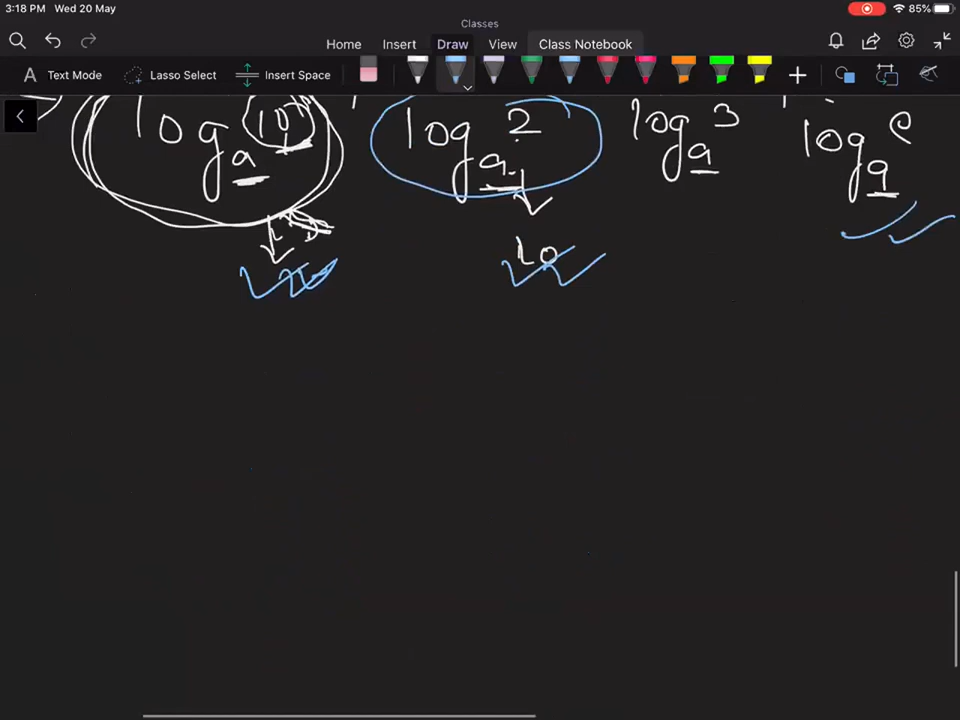 3:18 PM Wed 20 May 85%
Classes
Home Insert Draw View Class Notebook
Text Mode Lasso Select Insert Space
log a 10 log a 2 log a 3 log a e
10